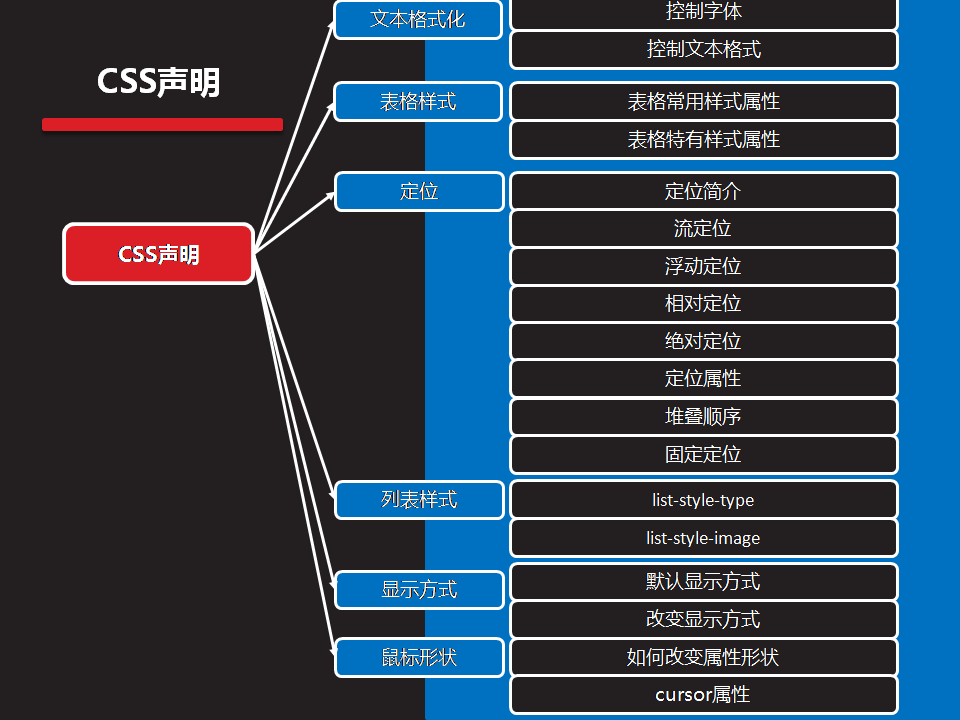 CSS声明
CSS声明
文本格式化
控制字体
控制文本格式
表格样式
表格常用样式属性
表格特有样式属性
定位
定位简介
流定位
浮动定位
相对定位
绝对定位
定位属性
堆叠顺序
固定定位
列表样式
list-style-type
list-style-image
显示方式
默认显示方式
改变显示方式
鼠标形状
如何改变属性形状
cursor属性